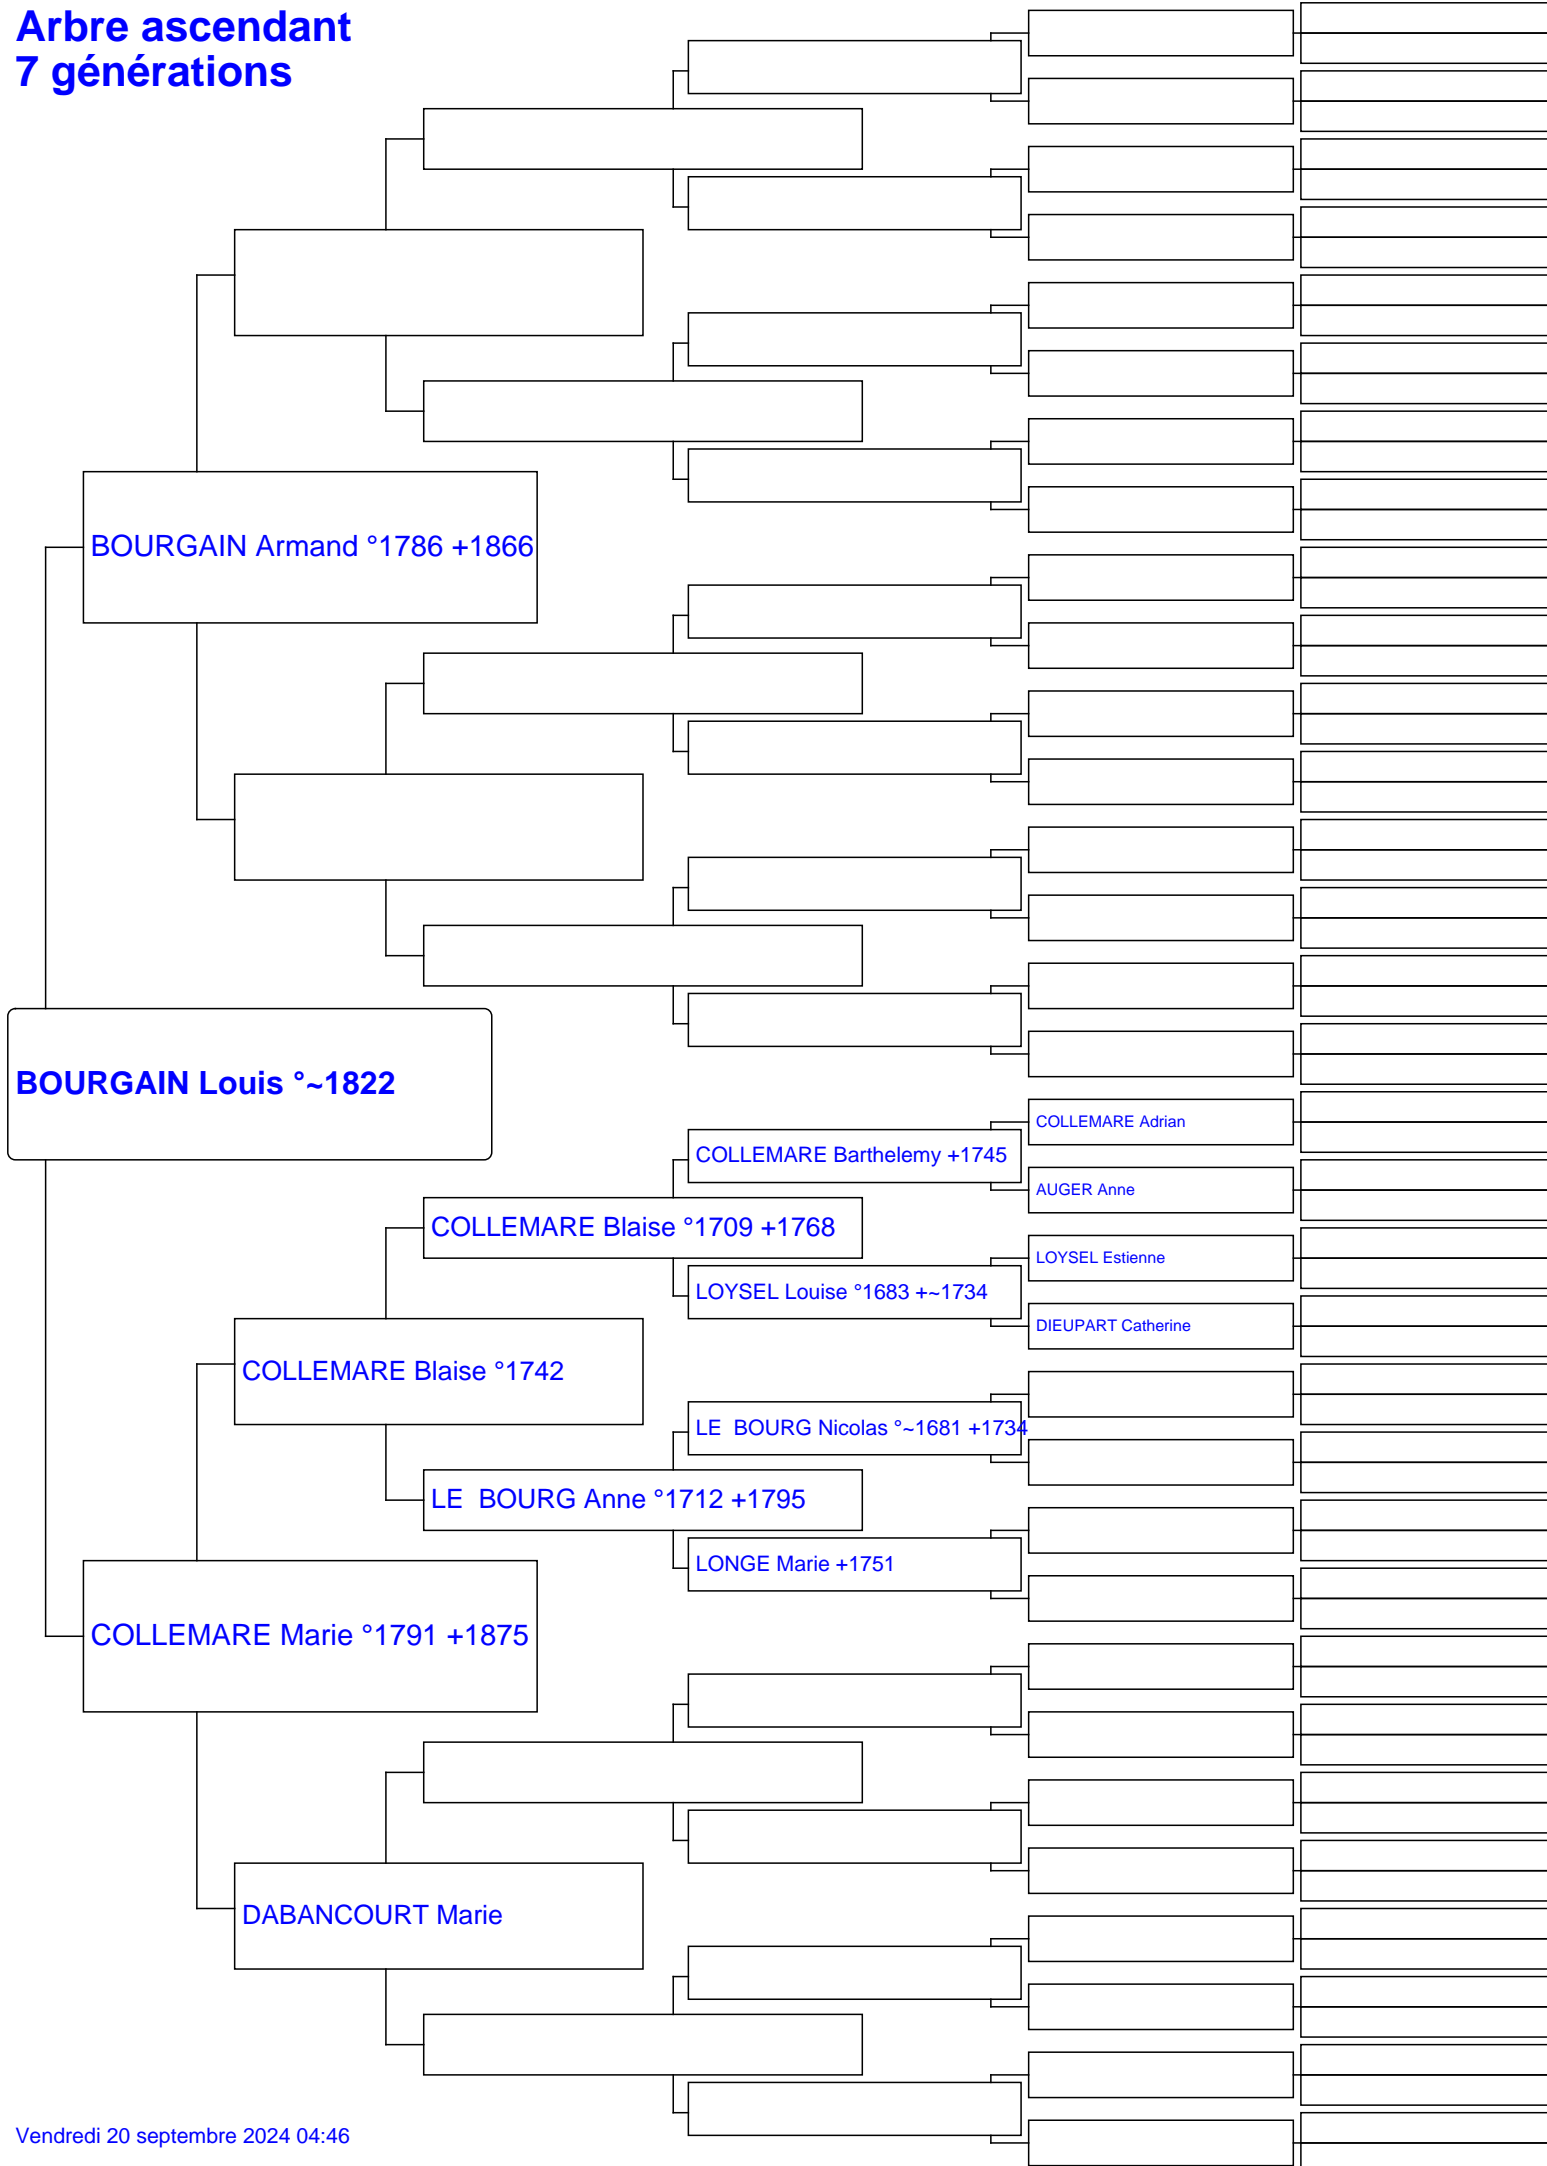 Arbre ascendant
7 générations
BOURGAIN Armand °1786 +1866
BOURGAIN Louis °~1822
COLLEMARE Adrian
COLLEMARE Barthelemy +1745
AUGER Anne
COLLEMARE Blaise °1709 +1768
LOYSEL Estienne
LOYSEL Louise °1683 +~1734
DIEUPART Catherine
COLLEMARE Blaise °1742
LE  BOURG Nicolas °~1681 +1734
LE  BOURG Anne °1712 +1795
LONGE Marie +1751
COLLEMARE Marie °1791 +1875
DABANCOURT Marie
Vendredi 20 septembre 2024 04:46